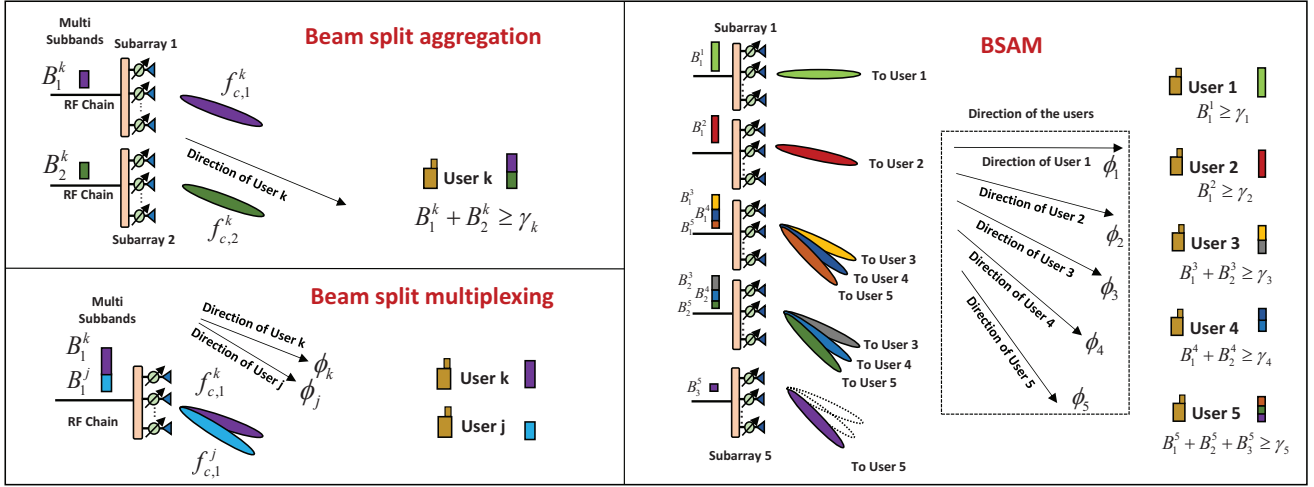 Beam split aggregation
Multi
Subbands
Subarray 1
B_1^k
RF Chain
f_{c,1}^k
B_2^k
RF Chain
Direction of User k
f_{c,2}^k
Subarray 2
User k
B_1^k + B_2^k ≥ γ_k
Beam split multiplexing
Multi
Subbands
B_1^k
B_1^j
RF Chain
Direction of User k
Direction of User j
ϕ_k
ϕ_j
f_{c,1}^k
f_{c,1}^j
User k
User j
BSAM
Subarray 1
B_1^1
To User 1
B_1^2
To User 2
B_1^3
B_1^4
B_1^5
To User 3
To User 4
To User 5
B_2^3
B_2^4
B_2^5
To User 3
To User 4
To User 5
B_3^5
Subarray 5
To User 5
Direction of the users
Direction of User 1
ϕ_1
Direction of User 2
ϕ_2
Direction of User 3
ϕ_3
Direction of User 4
ϕ_4
Direction of User 5
ϕ_5
User 1
B_1^1 ≥ γ_1
User 2
B_1^2 ≥ γ_2
User 3
B_1^3 + B_2^3 ≥ γ_3
User 4
B_1^4 + B_2^4 ≥ γ_4
User 5
B_1^5 + B_2^5 + B_3^5 ≥ γ_5